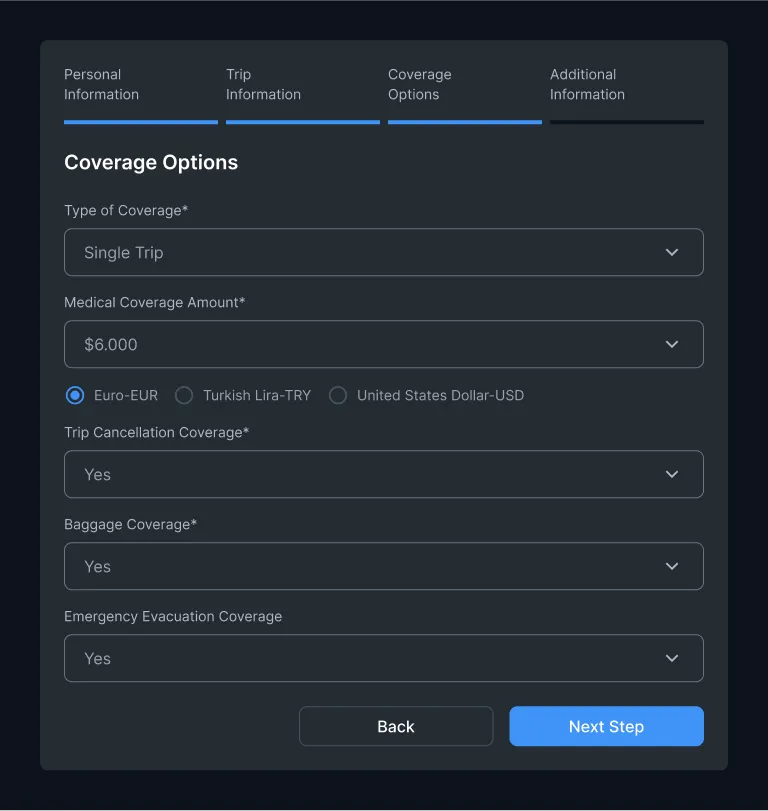 Personal
Information
Trip
Information
Coverage
Options
Additional
Information
Coverage Options
Type of Coverage*
Single Trip
Medical Coverage Amount*
$6.000
Euro-EUR
Turkish Lira-TRY
United States Dollar-USD
Trip Cancellation Coverage*
Yes
Baggage Coverage*
Yes
Emergency Evacuation Coverage
Yes
Back
Next Step